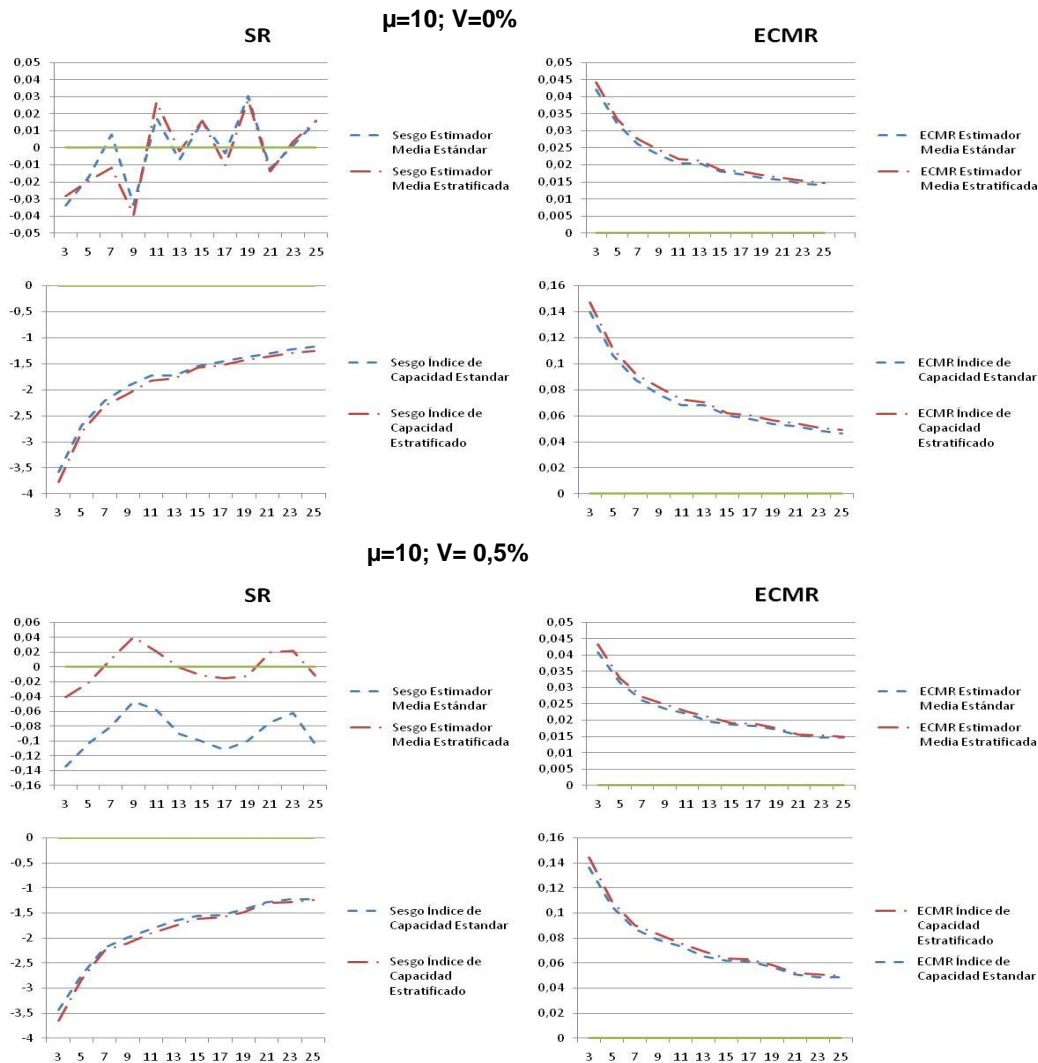 µ=10; V=0%
SR
0,05
0,04
0,03
0,02
0,01
0
-0,01
-0,02
-0,03
-0,04
-0,05
3 5 7 9 11 13 15 17 19 21 23 25
Sesgo Estimador
Media Estándar
Sesgo Estimador
Media Estratificada
ECMR
0,05
0,045
0,04
0,035
0,03
0,025
0,02
0,015
0,01
0,005
0
3 5 7 9 11 13 15 17 19 21 23 25
ECMR Estimador
Media Estándar
ECMR Estimador
Media Estratificada
0
-0,5
-1
-1,5
-2
-2,5
-3
-3,5
-4
3 5 7 9 11 13 15 17 19 21 23 25
Sesgo Índice de
Capacidad Estandar
Sesgo Índice de
Capacidad
Estratificado
0,16
0,14
0,12
0,1
0,08
0,06
0,04
0,02
0
3 5 7 9 11 13 15 17 19 21 23 25
ECMR Índice de
Capacidad Estandar
ECMR Índice de
Capacidad
Estratificado
µ=10; V= 0,5%
SR
0,06
0,04
0,02
0
-0,02
-0,04
-0,06
-0,08
-0,1
-0,12
-0,14
-0,16
3 5 7 9 11 13 15 17 19 21 23 25
Sesgo Estimador
Media Estándar
Sesgo Estimador
Media Estratificada
ECMR
0,05
0,045
0,04
0,035
0,03
0,025
0,02
0,015
0,01
0,005
0
3 5 7 9 11 13 15 17 19 21 23 25
ECMR Estimador
Media Estándar
ECMR Estimador
Media Estratificada
0
-0,5
-1
-1,5
-2
-2,5
-3
-3,5
-4
3 5 7 9 11 13 15 17 19 21 23 25
Sesgo Índice de
Capacidad Estandar
Sesgo Índice de
Capacidad
Estratificado
0,16
0,14
0,12
0,1
0,08
0,06
0,04
0,02
0
3 5 7 9 11 13 15 17 19 21 23 25
ECMR Índice de
Capacidad
Estratificado
ECMR Índice de
Capacidad Estandar